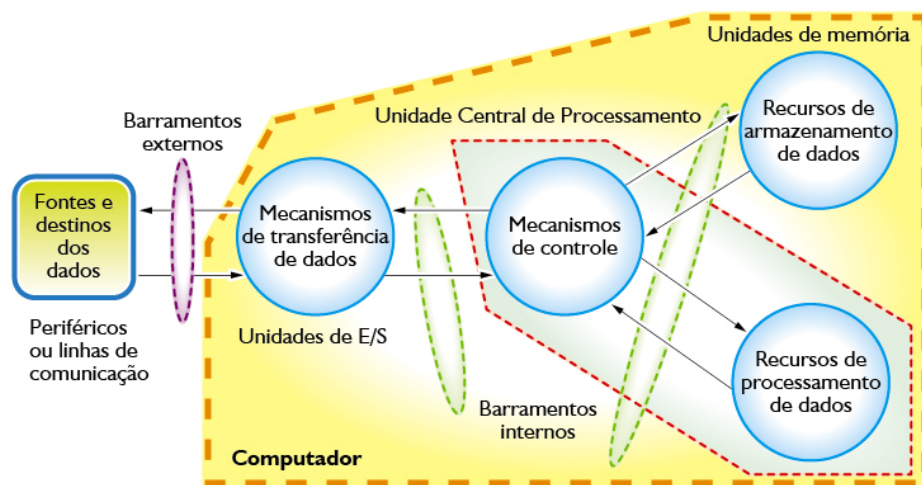 Unidades de memória
Recursos de
armazenamento
de dados
Unidade Central de Processamento
Barramentos
externos
Fontes e
destinos
dos
dados
Mecanismos
de transferência
de dados
Mecanismos
de controle
Periféricos
ou linhas de
comunicação
Unidades de E/S
Recursos de
processamento
de dados
Barramentos
internos
Computador